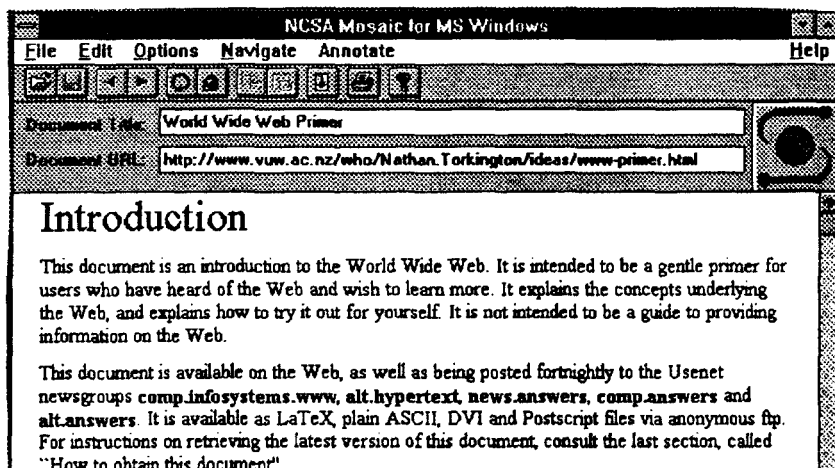 NCSA Mosaic for MS Windows
File Edit Options Navigate Annotate Help
Document Title: World Wide Web Primer
Document URL: http://www.vuw.ac.nz/who/Nathan.Torkington/ideas/www-primer.html
Introduction
This document is an introduction to the World Wide Web. It is intended to be a gentle primer for
users who have heard of the Web and wish to learn more. It explains the concepts underlying
the Web, and explains how to try it out for yourself. It is not intended to be a guide to providing
information on the Web.
This document is available on the Web, as well as being posted fortnightly to the Usenet
newsgroups comp.infosystems.www, alt.hypertext, news.answers, comp.answers and
alt.answers. It is available as LaTeX, plain ASCII, DVI and Postscript files via anonymous ftp.
For instructions on retrieving the latest version of this document, consult the last section, called
``How to obtain this document''